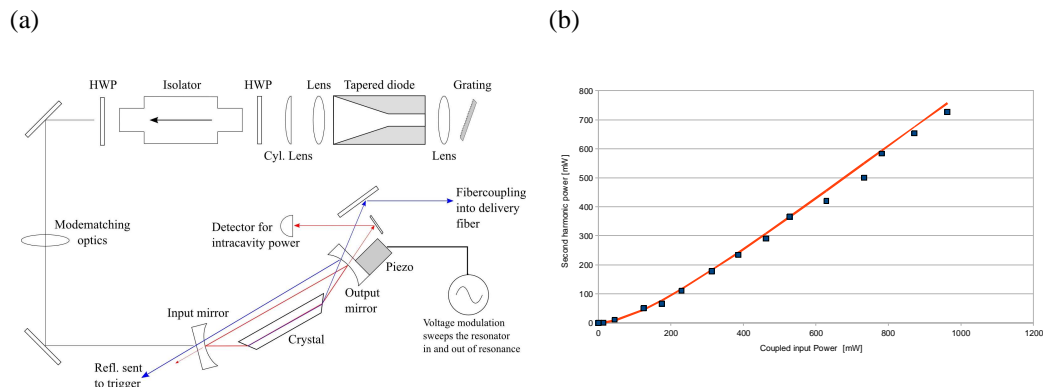 (a)
(b)
HWP
Isolator
HWP
Lens
Tapered diode
Grating
Cyl. Lens
Lens
Modematching
optics
Detector for
intracavity power
Fibercoupling
into delivery
fiber
Piezo
Output
mirror
Input mirror
Crystal
Voltage modulation
sweeps the resonator
in and out of resonance
Refl. sent
to trigger
Second harmonic power [mW]
800
700
600
500
400
300
200
100
0
0
200
400
600
800
1000
1200
Coupled input Power [mW]